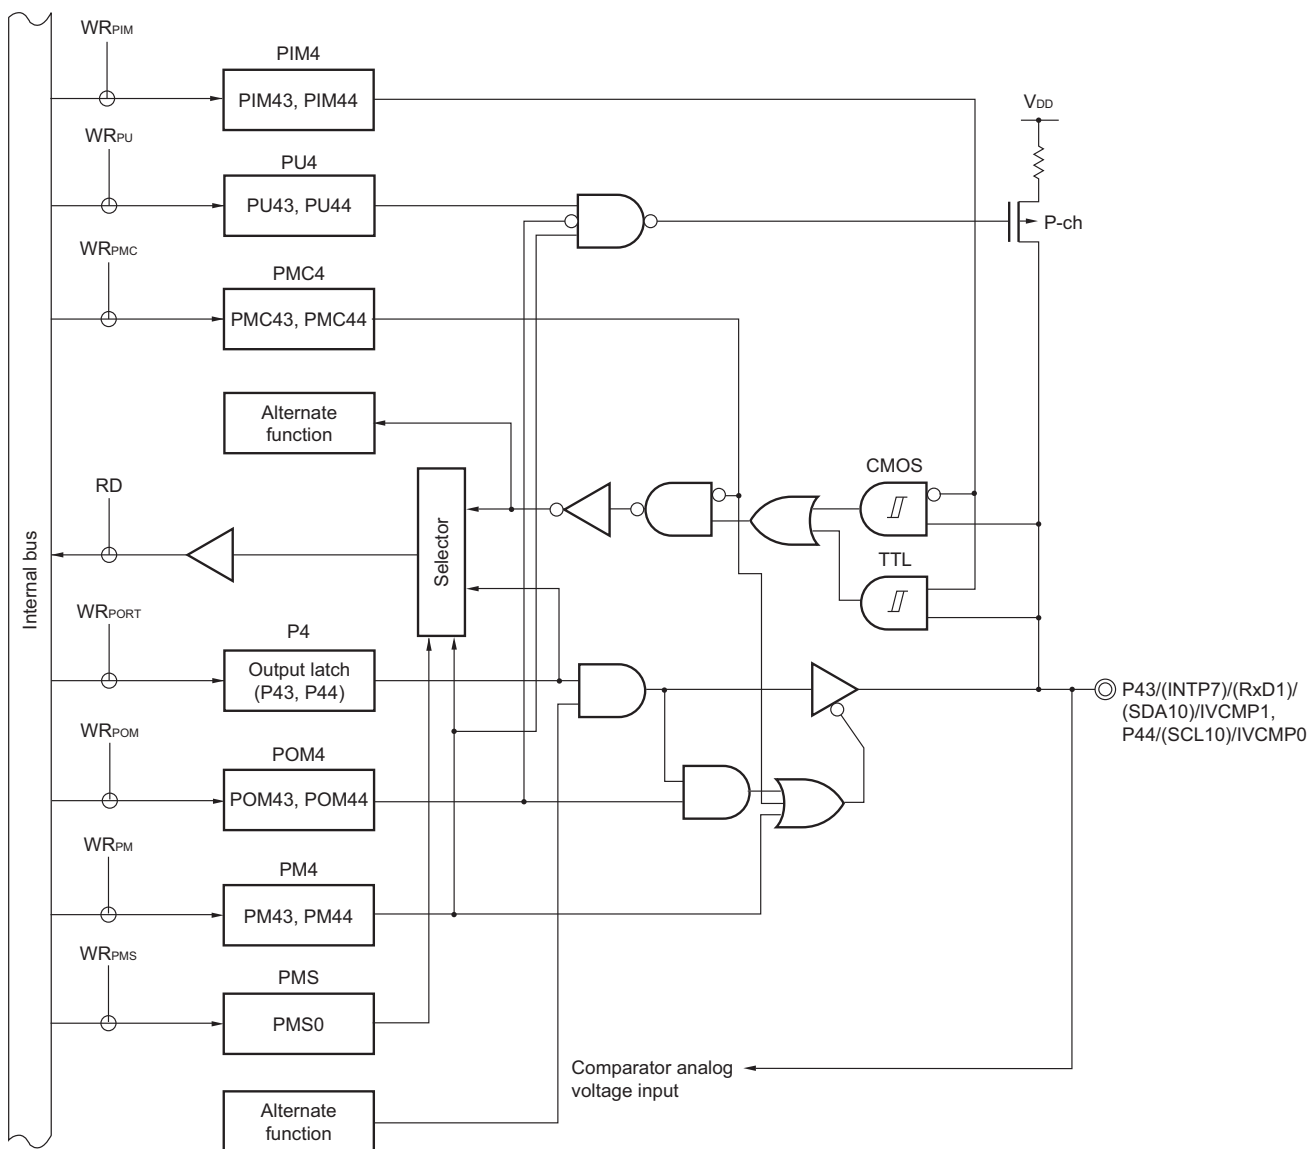 WRPIM
PIM4
PIM43, PIM44
VDD
WRPU
PU4
PU43, PU44
P-ch
WRPMC
PMC4
PMC43, PMC44
Alternate
function
CMOS
RD
Selector
TTL
Internal bus
WRPORT
P4
Output latch
(P43, P44)
P43/(INTP7)/(RxD1)/
(SDA10)/IVCMP1,
P44/(SCL10)/IVCMP0
WRPOM
POM4
POM43, POM44
WRPM
PM4
PM43, PM44
WRPMS
PMS
PMS0
Comparator analog
voltage input
Alternate
function